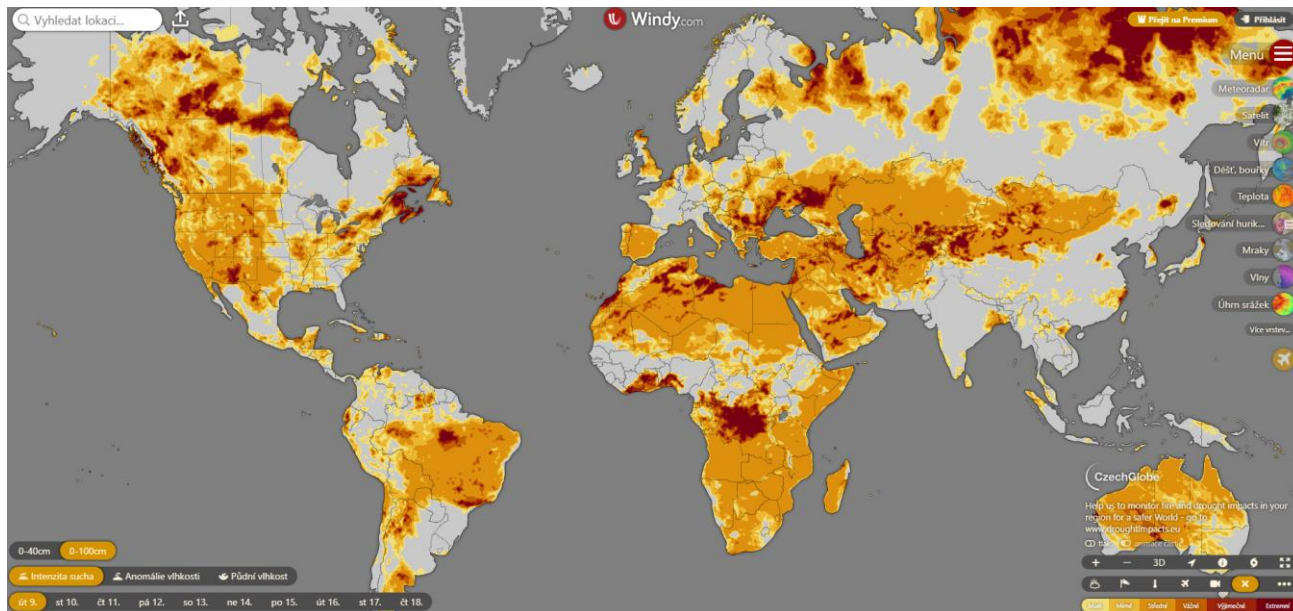 Vyhledat lokaci...
Windy.com
Přejít na Premium
Přihlásit
Menu
Meteoradar
Satelit
Vítr
Déšť, bouřky
Teplota
Sledování hurik...
Mraky
Vlny
Úhrn srážek
Více vrstev...
CzechGlobe
Help us to monitor fire and drought impacts in your
region for a safer World - go to
www.droughtimpacts.eu
tlak animace částic
0-40cm 0-100cm
3D
Intenzita sucha Anomálie vlhkosti Půdní vlhkost
út 9. st 10. čt 11. pá 12. so 13. ne 14. po 15. út 16. st 17. čt 18.
Mírné Střední Vážné Výjimečné Extremní